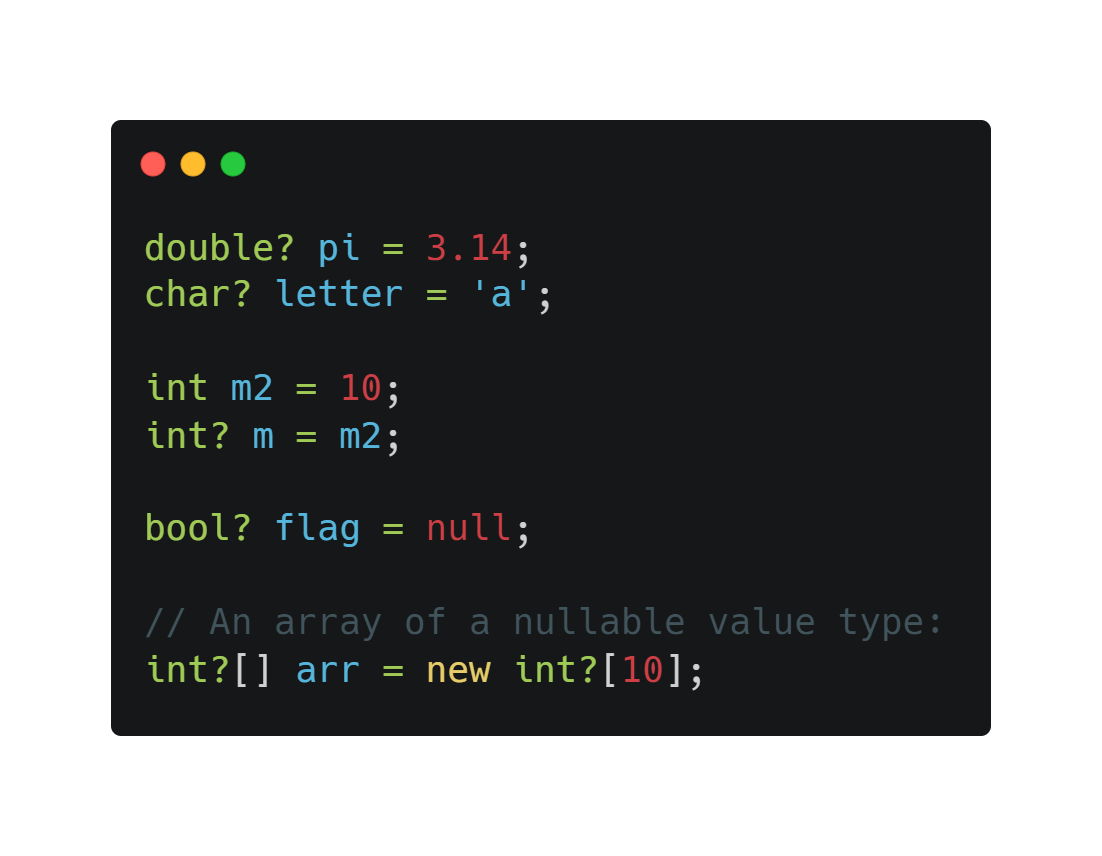 double? pi = 3.14;
char? letter = 'a';
int m2 = 10;
int? m = m2;
bool? flag = null;
// An array of a nullable value type:
int?[] arr = new int?[10];